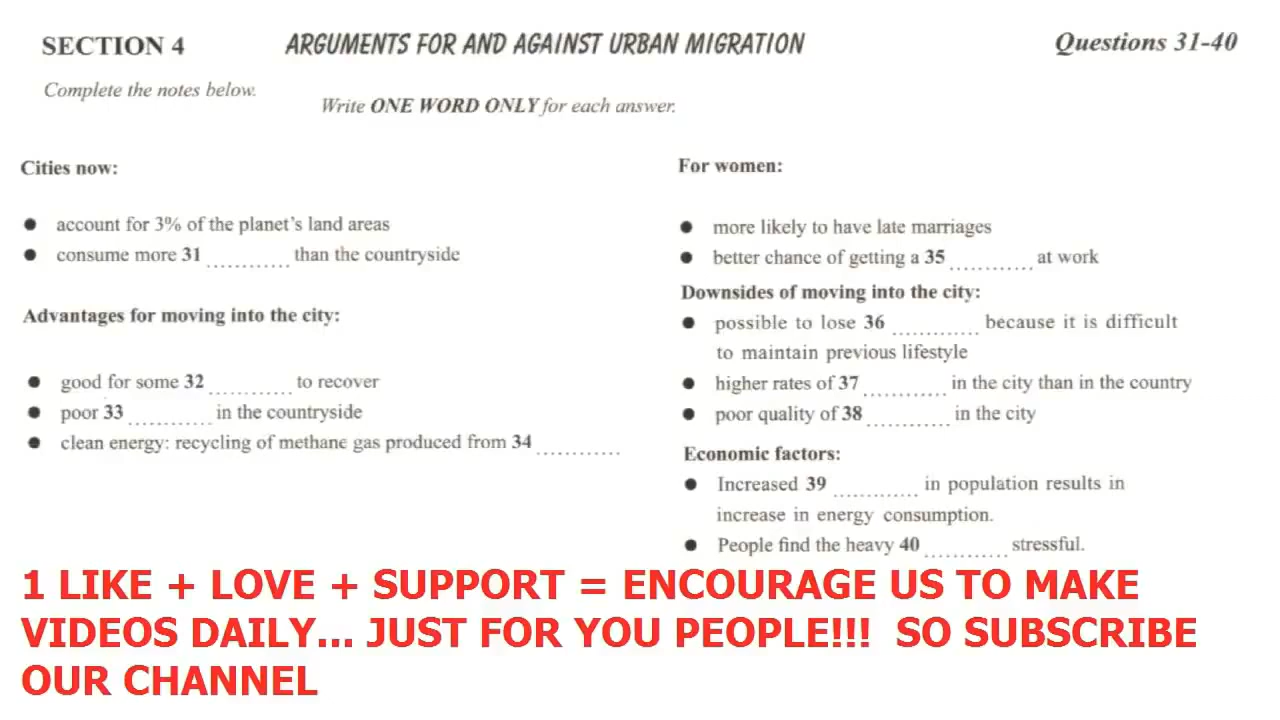 SECTION 4
ARGUMENTS FOR AND AGAINST URBAN MIGRATION
Questions 31-40
Complete the notes below.
Write ONE WORD ONLY for each answer.
Cities now:
● account for 3% of the planet's land areas
● consume more 31 ............ than the countryside
Advantages for moving into the city:
● good for some 32 ............ to recover
● poor 33 ............ in the countryside
● clean energy: recycling of methane gas produced from 34 ............
For women:
● more likely to have late marriages
● better chance of getting a 35 ............ at work
Downsides of moving into the city:
● possible to lose 36 ............ because it is difficult
to maintain previous lifestyle
● higher rates of 37 ............ in the city than in the country
● poor quality of 38 ............ in the city
Economic factors:
● Increased 39 ............ in population results in
increase in energy consumption.
● People find the heavy 40 ............ stressful.
1 LIKE + LOVE + SUPPORT = ENCOURAGE US TO MAKE
VIDEOS DAILY... JUST FOR YOU PEOPLE!!! SO SUBSCRIBE
OUR CHANNEL